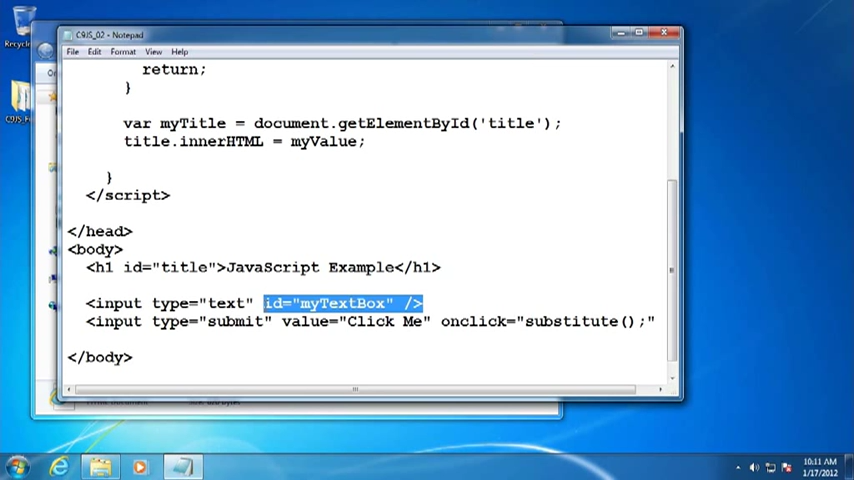 Recycl
C9JS_02 - Notepad
File Edit Format View Help
return;
}
var myTitle = document.getElementById('title');
title.innerHTML = myValue;
}
</script>
</head>
<body>
<h1 id="title">JavaScript Example</h1>
<input type="text" id="myTextBox" />
<input type="submit" value="Click Me" onclick="substitute();"
</body>
10:11 AM
1/17/2012